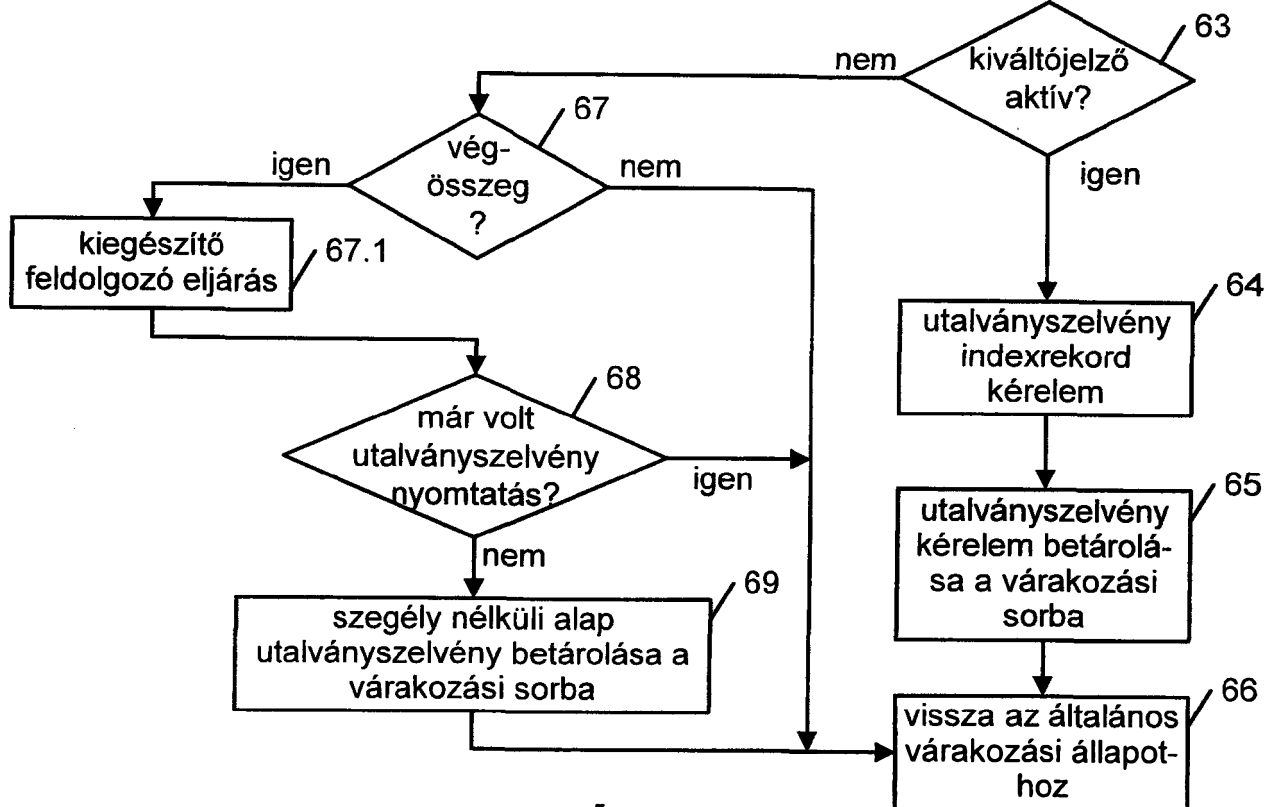 63
kiváltójelző
aktív?
nem
igen
67
vég-
összeg
?
igen
nem
kiegészítő
feldolgozó eljárás
67.1
64
utalványszelvény
indexrekord
kérelem
68
már volt
utalványszelvény
nyomtatás?
igen
nem
65
utalványszelvény
kérelem betárolá-
sa a várakozási
sorba
69
szegély nélküli alap
utalványszelvény betárolása a
várakozási sorba
66
vissza az általános
várakozási állapot-
hoz